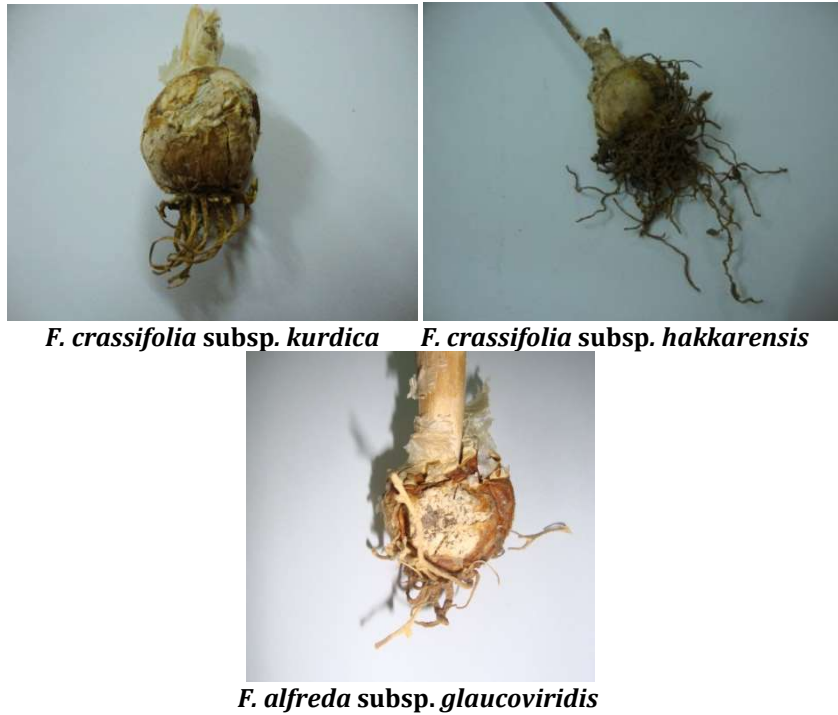 F. crassifolia subsp. kurdica F. crassifolia subsp. hakkarensis
F. alfreda subsp. glaucoviridis